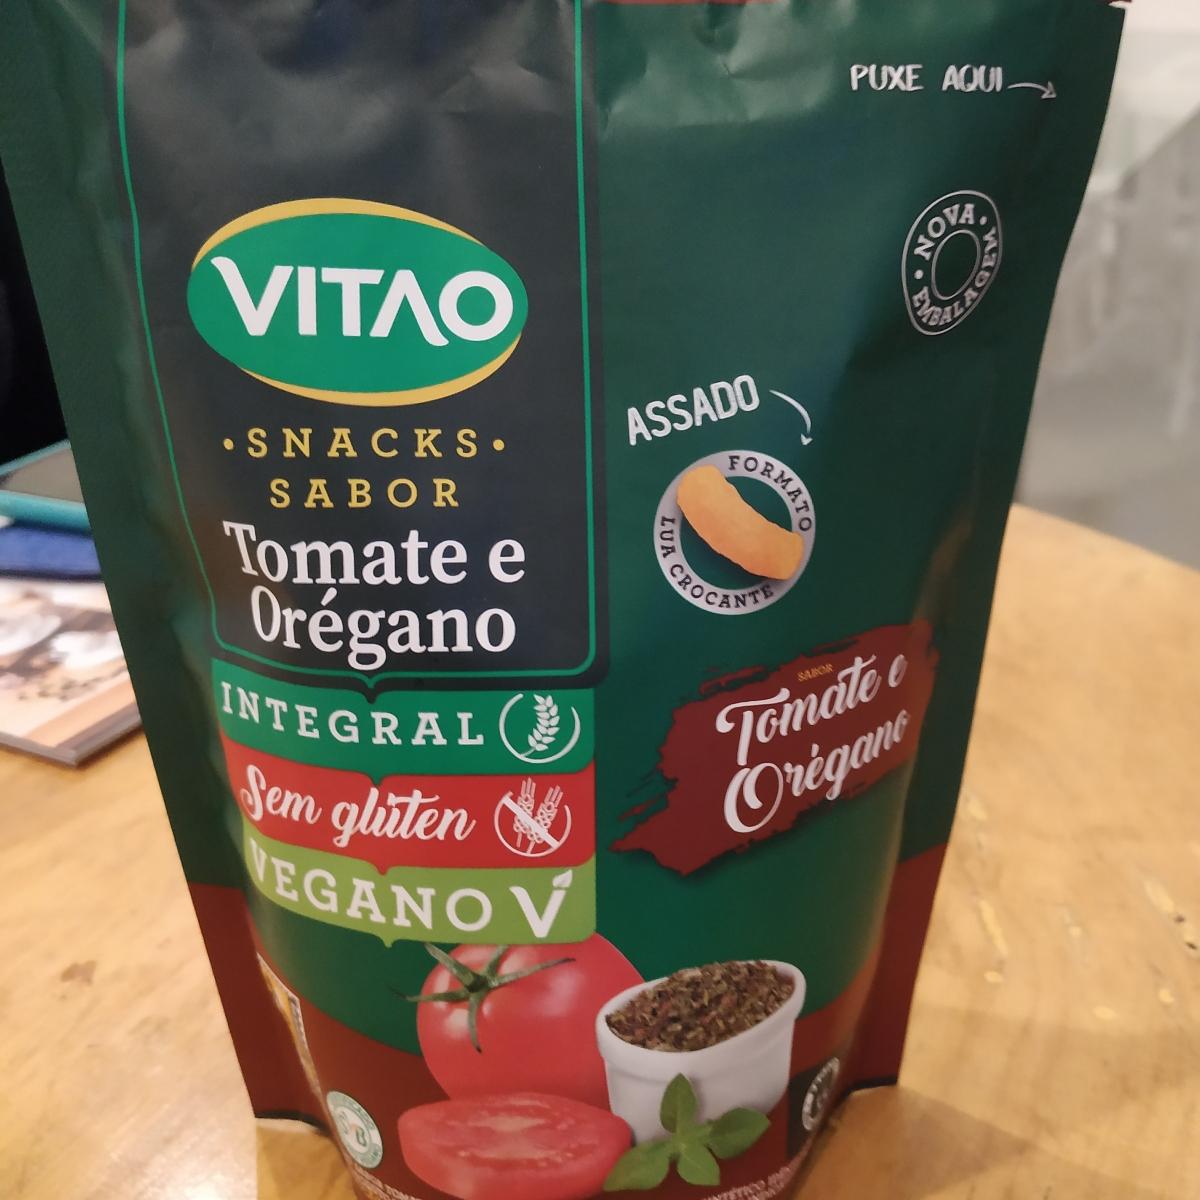 PUXE AQUI
NOVA
EMBALAGEM
VITAO
SNACKS
SABOR
Tomate e
Orégano
ASSADO
FORMATO
LUA CROCANTE
INTEGRAL
Sem glúten
VEGANO V
SABOR
Tomate e
Orégano